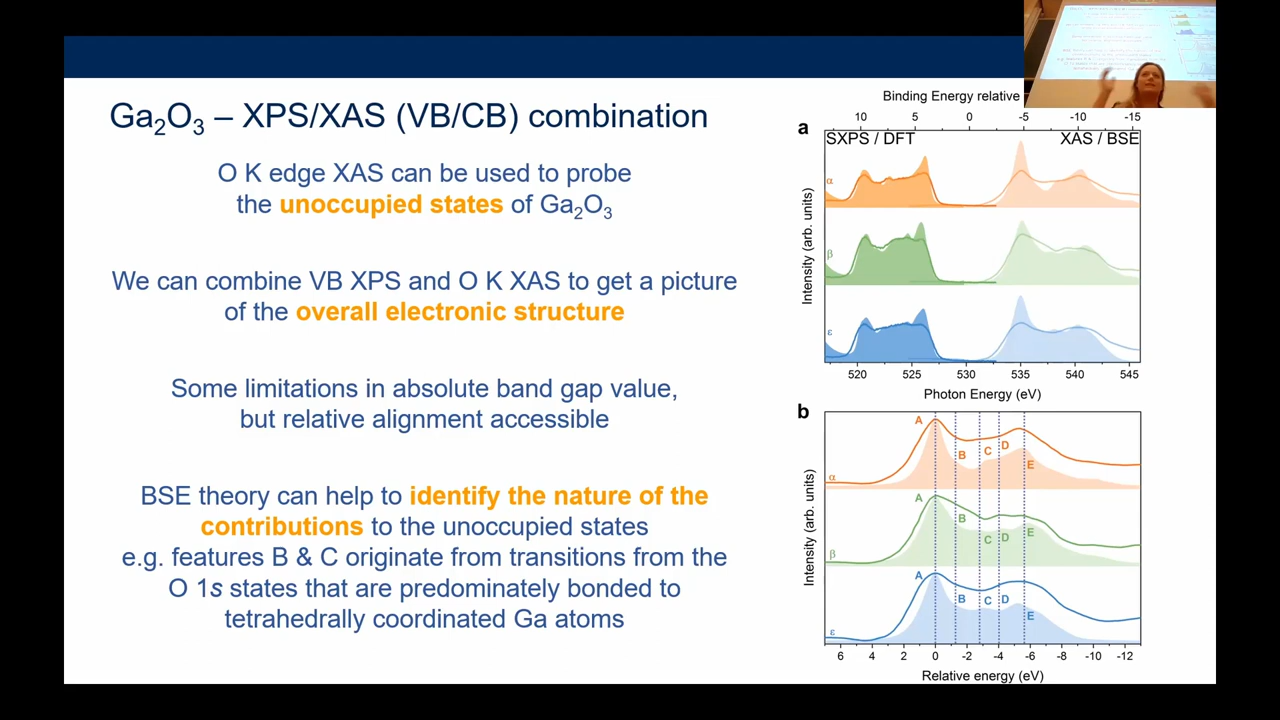 Ga₂O₃ – XPS/XAS (VB/CB) combination
O K edge XAS can be used to probe
the unoccupied states of Ga₂O₃
We can combine VB XPS and O K XAS to get a picture
of the overall electronic structure
Some limitations in absolute band gap value,
but relative alignment accessible
BSE theory can help to identify the nature of the
contributions to the unoccupied states
e.g. features B & C originate from transitions from the
O 1s states that are predominately bonded to
tetrahedrally coordinated Ga atoms
Binding Energy relative
10 5 0 -5 -10 -15
a
SXPS / DFT XAS / BSE
α
β
ε
Intensity (arb. units)
520 525 530 535 540 545
Photon Energy (eV)
b
A B C D E
α
A B C D E
β
A B C D E
ε
Intensity (arb. units)
6 4 2 0 -2 -4 -6 -8 -10 -12
Relative energy (eV)